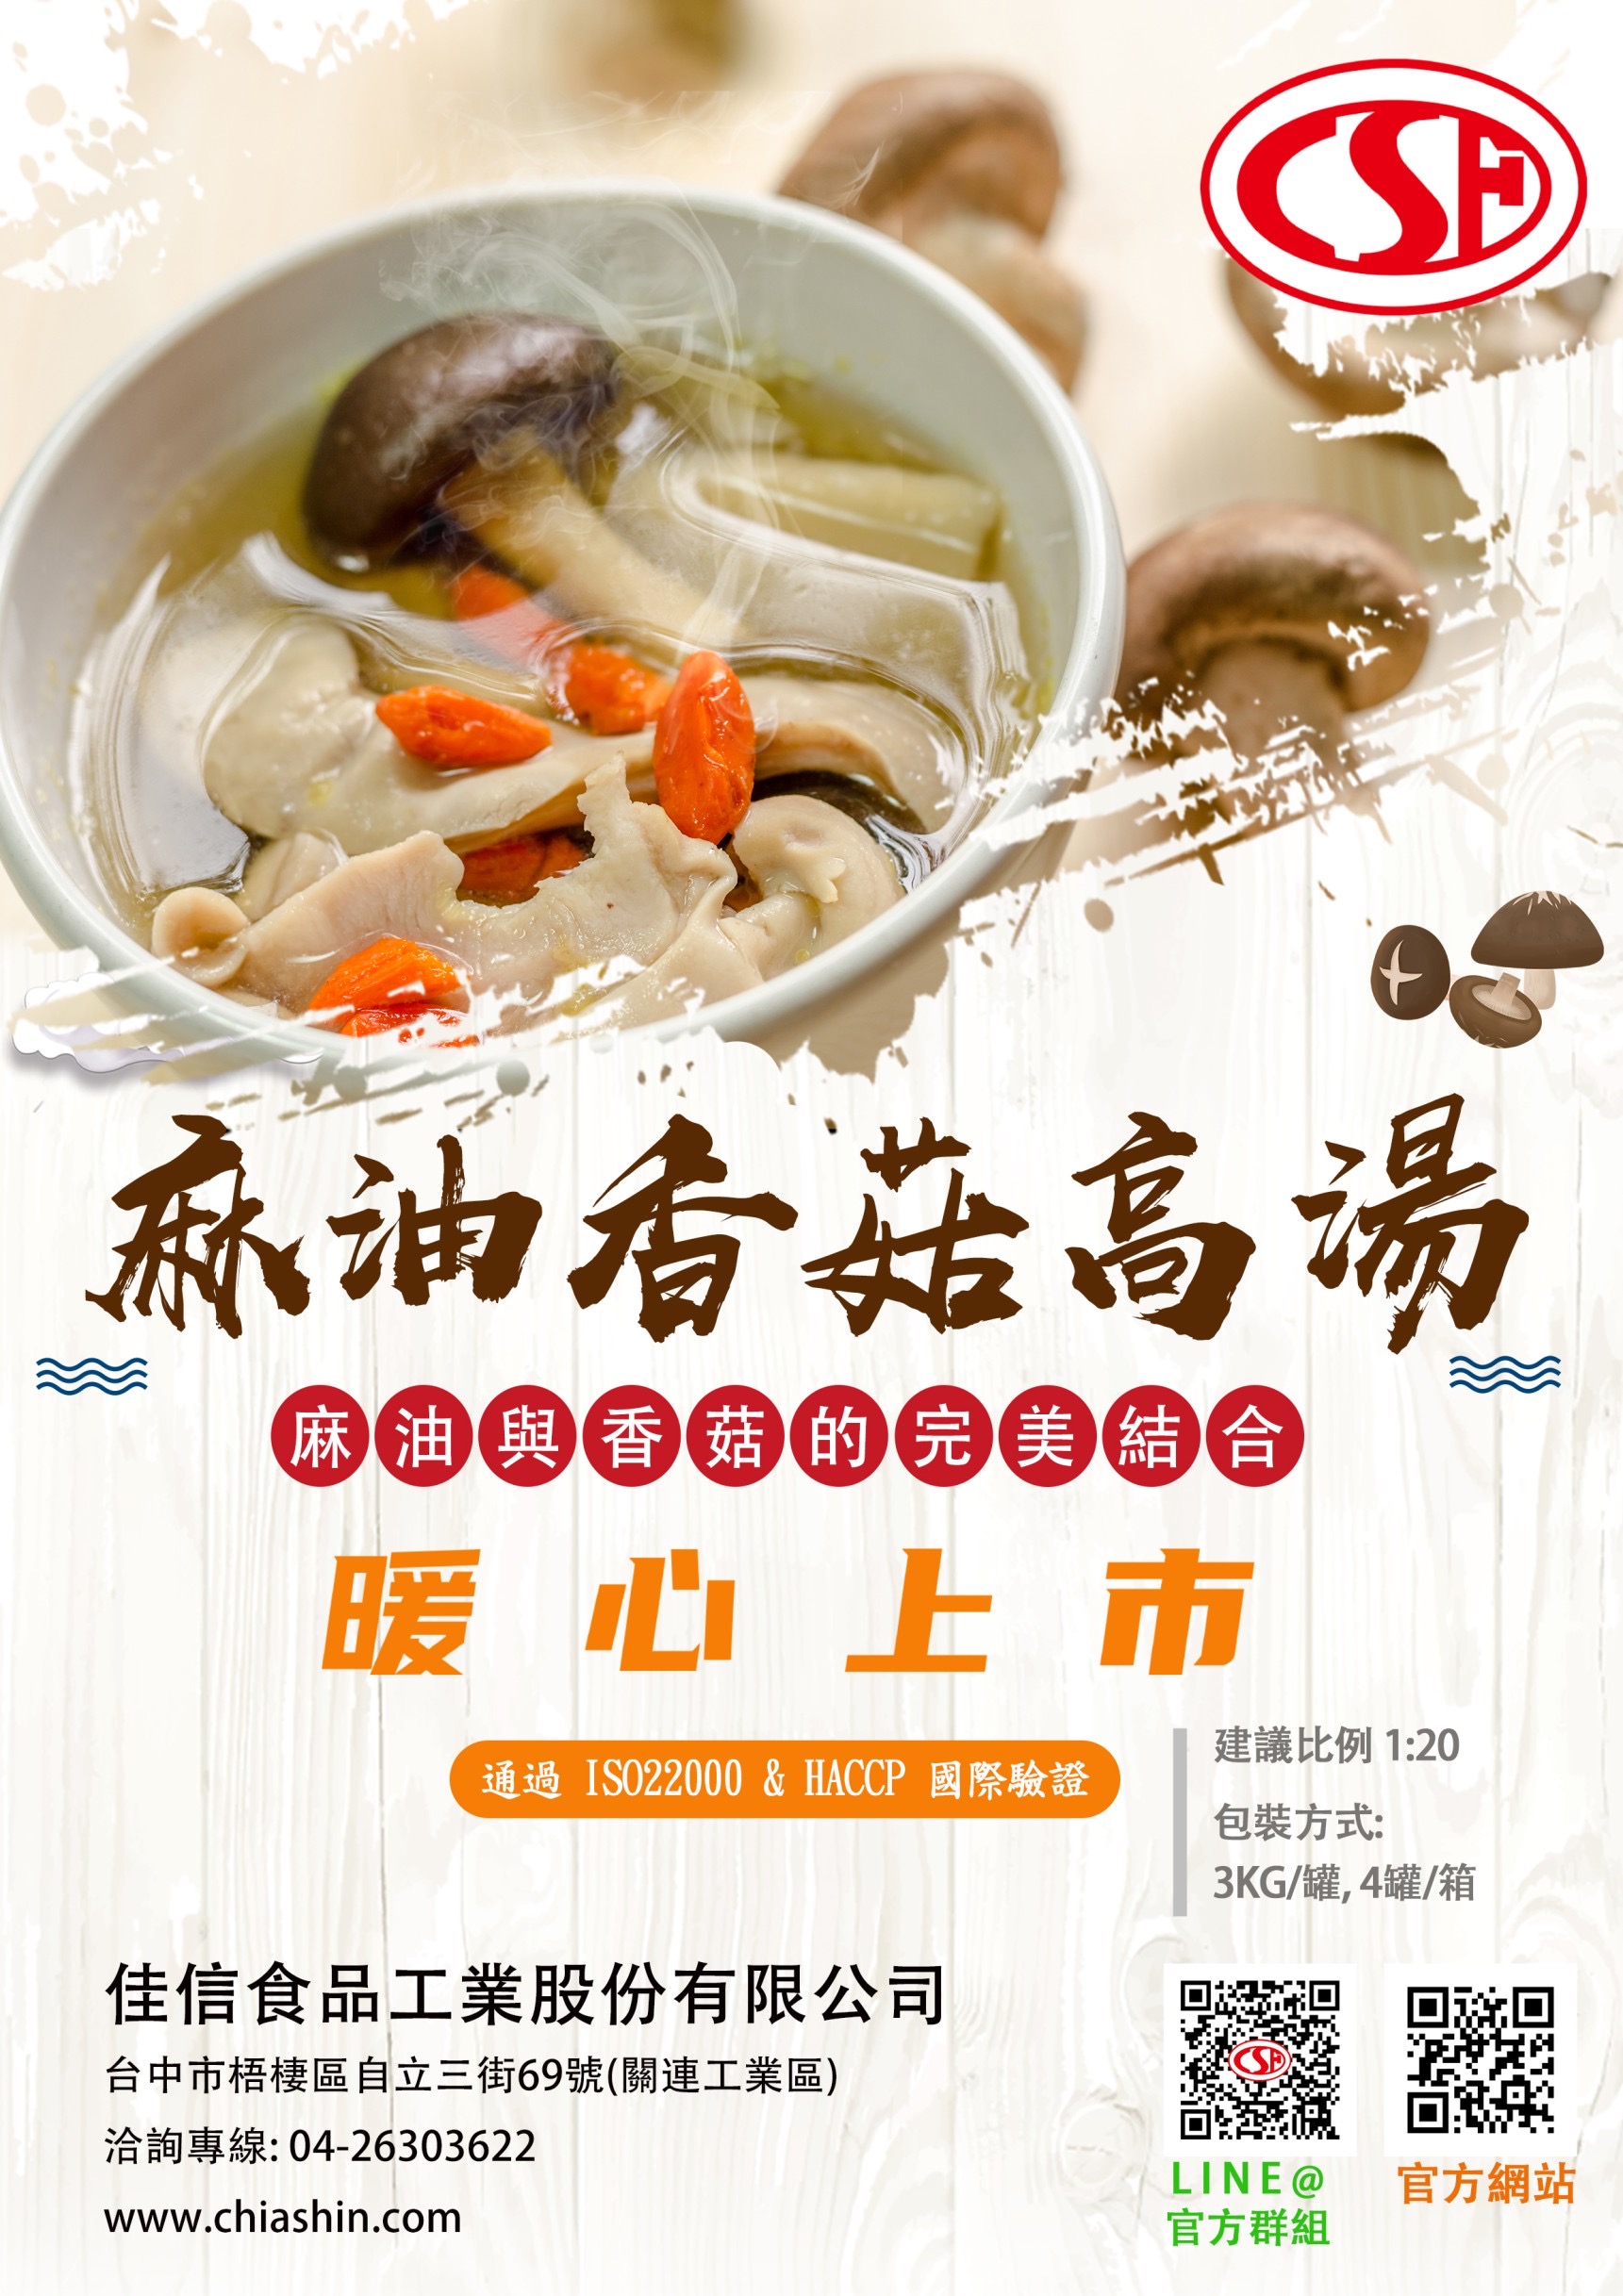 CSF
麻油香菇高湯
麻油與香菇的完美結合
暖心上市
通過 ISO22000 & HACCP 國際驗證
建議比例 1:20
包裝方式:
3KG/罐, 4罐/箱
佳信食品工業股份有限公司
台中市梧棲區自立三街69號(關連工業區)
洽詢專線: 04-26303622
www.chiashin.com
CSF
LINE@
官方群組
官方網站